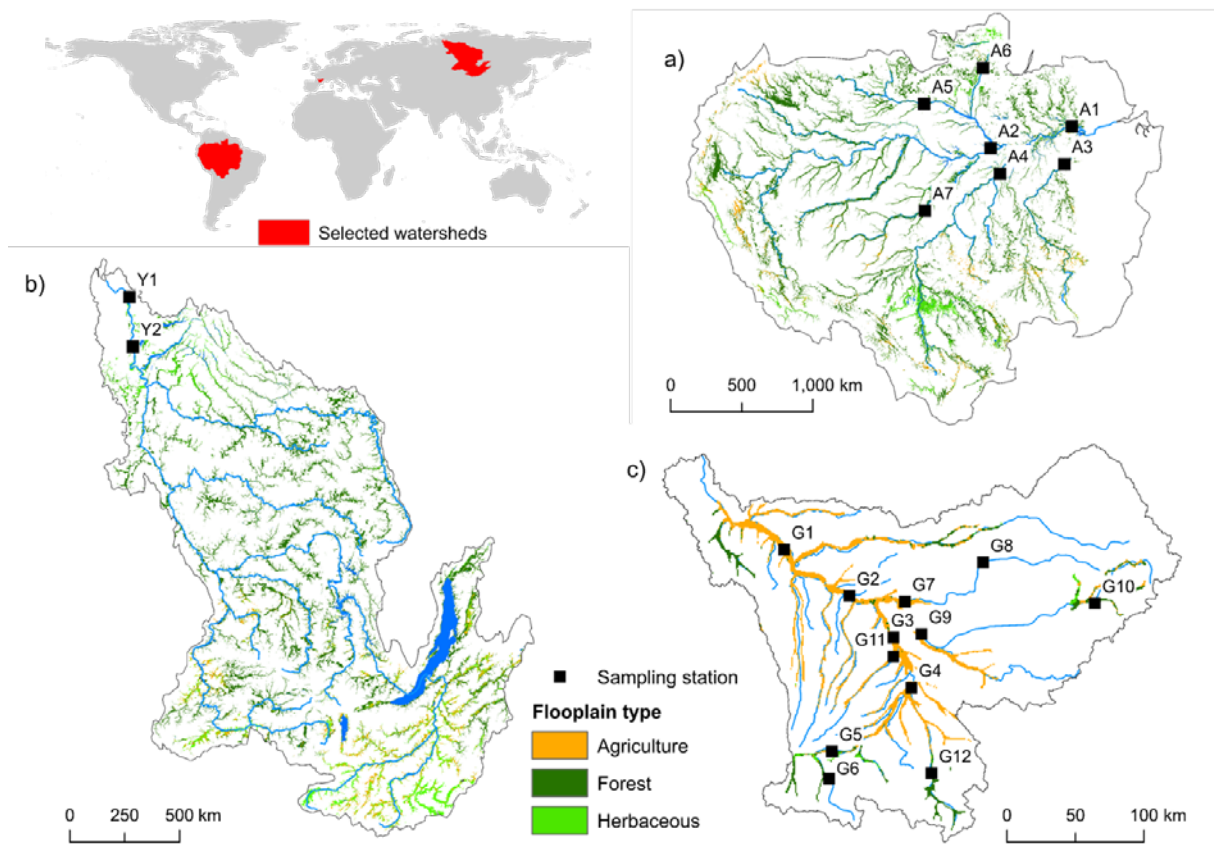 Selected watersheds
a)
A6
A5
A1
A2
A3
A4
A7
0 500 1,000 km
b)
Y1
Y2
0 250 500 km
Sampling station
Flooplain type
Agriculture
Forest
Herbaceous
c)
G1
G8
G2
G7
G10
G3
G9
G11
G4
G5
G12
G6
0 50 100 km